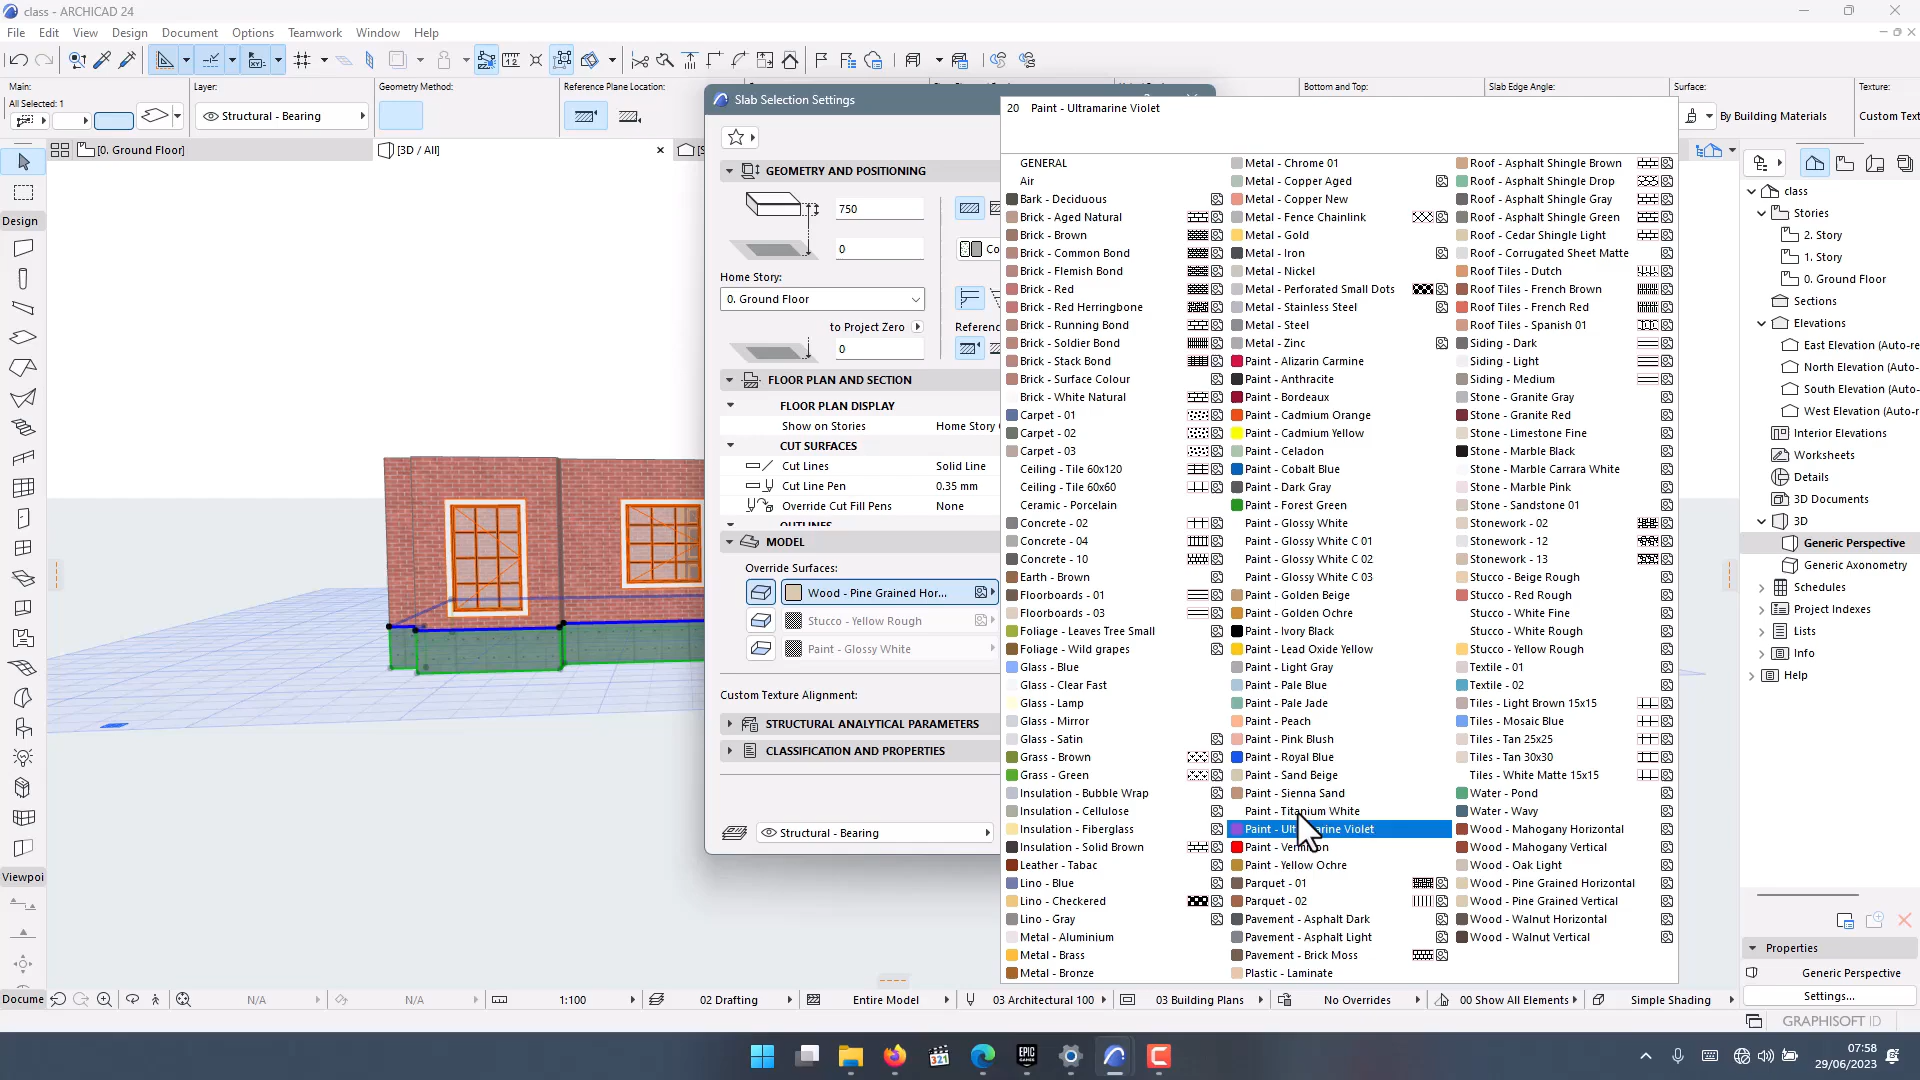 class - ARCHICAD 24
File Edit View Design Document Options Teamwork Window Help
Main:
All Selected: 1
Layer:
Structural - Bearing
Geometry Method:
Reference Plane Location:
Bottom and Top:
Slab Edge Angle:
Surface:
By Building Materials
Texture:
Custom Text
[0. Ground Floor]
[3D / All]
Design
Viewpoi
Docume
Slab Selection Settings
GEOMETRY AND POSITIONING
750
0
Co
Home Story:
0. Ground Floor
to Project Zero
Referenc
0
FLOOR PLAN AND SECTION
FLOOR PLAN DISPLAY
Show on Stories Home Story
CUT SURFACES
Cut Lines Solid Line
Cut Line Pen 0.35 mm
Override Cut Fill Pens None
OUTLINES
MODEL
Override Surfaces:
Wood - Pine Grained Hor...
Stucco - Yellow Rough
Paint - Glossy White
Custom Texture Alignment:
STRUCTURAL ANALYTICAL PARAMETERS
CLASSIFICATION AND PROPERTIES
Structural - Bearing
20 Paint - Ultramarine Violet
GENERAL
Air
Bark - Deciduous
Brick - Aged Natural
Brick - Brown
Brick - Common Bond
Brick - Flemish Bond
Brick - Red
Brick - Red Herringbone
Brick - Running Bond
Brick - Soldier Bond
Brick - Stack Bond
Brick - Surface Colour
Brick - White Natural
Carpet - 01
Carpet - 02
Carpet - 03
Ceiling - Tile 60x120
Ceiling - Tile 60x60
Ceramic - Porcelain
Concrete - 02
Concrete - 04
Concrete - 10
Earth - Brown
Floorboards - 01
Floorboards - 03
Foliage - Leaves Tree Small
Foliage - Wild grapes
Glass - Blue
Glass - Clear Fast
Glass - Lamp
Glass - Mirror
Glass - Satin
Grass - Brown
Grass - Green
Insulation - Bubble Wrap
Insulation - Cellulose
Insulation - Fiberglass
Insulation - Solid Brown
Leather - Tabac
Lino - Blue
Lino - Checkered
Lino - Gray
Metal - Aluminium
Metal - Brass
Metal - Bronze
Metal - Chrome 01
Metal - Copper Aged
Metal - Copper New
Metal - Fence Chainlink
Metal - Gold
Metal - Iron
Metal - Nickel
Metal - Perforated Small Dots
Metal - Stainless Steel
Metal - Steel
Metal - Zinc
Paint - Alizarin Carmine
Paint - Anthracite
Paint - Bordeaux
Paint - Cadmium Orange
Paint - Cadmium Yellow
Paint - Celadon
Paint - Cobalt Blue
Paint - Dark Gray
Paint - Forest Green
Paint - Glossy White
Paint - Glossy White C 01
Paint - Glossy White C 02
Paint - Glossy White C 03
Paint - Golden Beige
Paint - Golden Ochre
Paint - Ivory Black
Paint - Lead Oxide Yellow
Paint - Light Gray
Paint - Pale Blue
Paint - Pale Jade
Paint - Peach
Paint - Pink Blush
Paint - Royal Blue
Paint - Sand Beige
Paint - Sienna Sand
Paint - Titanium White
Paint - Ultramarine Violet
Paint - Vermilion
Paint - Yellow Ochre
Parquet - 01
Parquet - 02
Pavement - Asphalt Dark
Pavement - Asphalt Light
Pavement - Brick Moss
Plastic - Laminate
Roof - Asphalt Shingle Brown
Roof - Asphalt Shingle Drop
Roof - Asphalt Shingle Gray
Roof - Asphalt Shingle Green
Roof - Cedar Shingle Light
Roof - Corrugated Sheet Matte
Roof Tiles - Dutch
Roof Tiles - French Brown
Roof Tiles - French Red
Roof Tiles - Spanish 01
Siding - Dark
Siding - Light
Siding - Medium
Stone - Granite Gray
Stone - Granite Red
Stone - Limestone Fine
Stone - Marble Black
Stone - Marble Carrara White
Stone - Marble Pink
Stone - Sandstone 01
Stonework - 02
Stonework - 12
Stonework - 13
Stucco - Beige Rough
Stucco - Red Rough
Stucco - White Fine
Stucco - White Rough
Stucco - Yellow Rough
Textile - 01
Textile - 02
Tiles - Light Brown 15x15
Tiles - Mosaic Blue
Tiles - Tan 25x25
Tiles - Tan 30x30
Tiles - White Matte 15x15
Water - Pond
Water - Wavy
Wood - Mahogany Horizontal
Wood - Mahogany Vertical
Wood - Oak Light
Wood - Pine Grained Horizontal
Wood - Pine Grained Vertical
Wood - Walnut Horizontal
Wood - Walnut Vertical
class
Stories
2. Story
1. Story
0. Ground Floor
Sections
Elevations
East Elevation (Auto-re
North Elevation (Auto-
South Elevation (Auto-
West Elevation (Auto-r
Interior Elevations
Worksheets
Details
3D Documents
3D
Generic Perspective
Generic Axonometry
Schedules
Project Indexes
Lists
Info
Help
Properties
Generic Perspective
Settings...
N/A N/A 1:100 02 Drafting Entire Model 03 Architectural 100 03 Building Plans No Overrides 00 Show All Elements Simple Shading
GRAPHISOFT ID
321
EPIC GAMES
07:58
29/06/2023